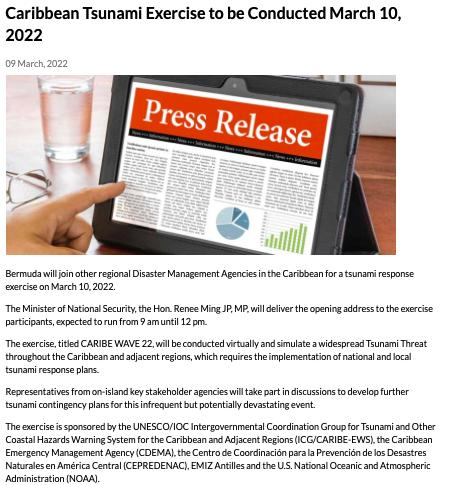 Caribbean Tsunami Exercise to be Conducted March 10,
2022
09 March, 2022
Press Release
Bermuda will join other regional Disaster Management Agencies in the Caribbean for a tsunami response
exercise on March 10, 2022.
The Minister of National Security, the Hon. Renee Ming JP, MP, will deliver the opening address to the exercise
participants, expected to run from 9 am until 12 pm.
The exercise, titled CARIBE WAVE 22, will be conducted virtually and simulate a widespread Tsunami Threat
throughout the Caribbean and adjacent regions, which requires the implementation of national and local
tsunami response plans.
Representatives from on-island key stakeholder agencies will take part in discussions to develop further
tsunami contingency plans for this infrequent but potentially devastating event.
The exercise is sponsored by the UNESCO/IOC Intergovernmental Coordination Group for Tsunami and Other
Coastal Hazards Warning System for the Caribbean and Adjacent Regions (ICG/CARIBE-EWS), the Caribbean
Emergency Management Agency (CDEMA), the Centro de Coordinación para la Prevención de los Desastres
Naturales en América Central (CEPREDENAC), EMIZ Antilles and the U.S. National Oceanic and Atmospheric
Administration (NOAA).